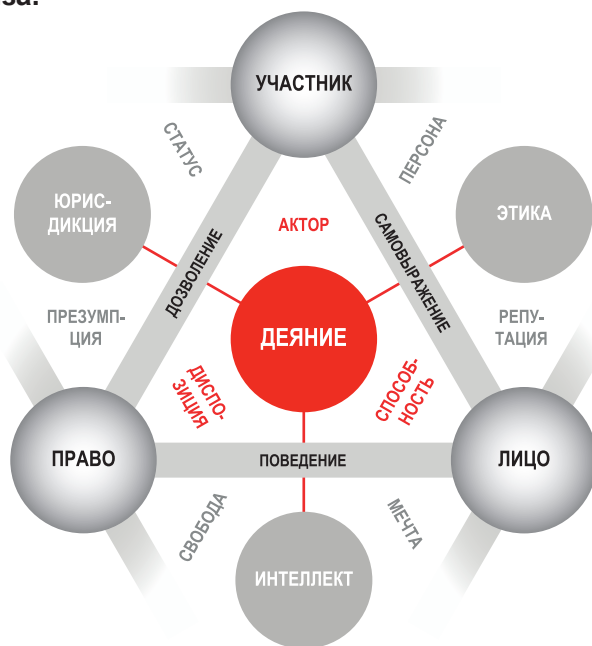 sa.
УЧАСТНИК
СТАТУС
ПЕРСОНА
ЮРИС-
ДИКЦИЯ
ЭТИКА
АКТОР
ДОЗВОЛЕНИЕ
САМОВЫРАЖЕНИЕ
ПРЕЗУМП-
ЦИЯ
ДЕЯНИЕ
РЕПУ-
ТАЦИЯ
ДИСПО-
ЗИЦИЯ
СПОСОБ-
НОСТЬ
ПРАВО
ПОВЕДЕНИЕ
ЛИЦО
СВОБОДА
МЕЧТА
ИНТЕЛЛЕКТ